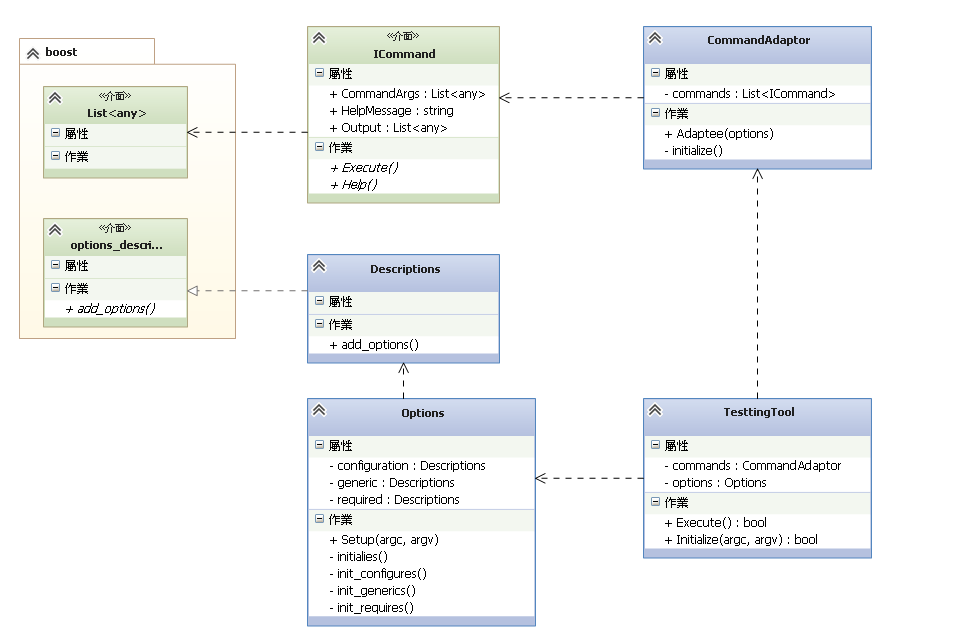 boost
«介面»
List<any>
屬性
作業
«介面»
options_descri...
屬性
作業
+ add_options()
«介面»
ICommand
屬性
+ CommandArgs : List<any>
+ HelpMessage : string
+ Output : List<any>
作業
+ Execute()
+ Help()
CommandAdaptor
屬性
- commands : List<ICommand>
作業
+ Adaptee(options)
- initialize()
Descriptions
屬性
作業
+ add_options()
Options
屬性
- configuration : Descriptions
- generic : Descriptions
- required : Descriptions
作業
+ Setup(argc, argv)
- initialies()
- init_configures()
- init_generics()
- init_requires()
TesttingTool
屬性
- commands : CommandAdaptor
- options : Options
作業
+ Execute() : bool
+ Initialize(argc, argv) : bool